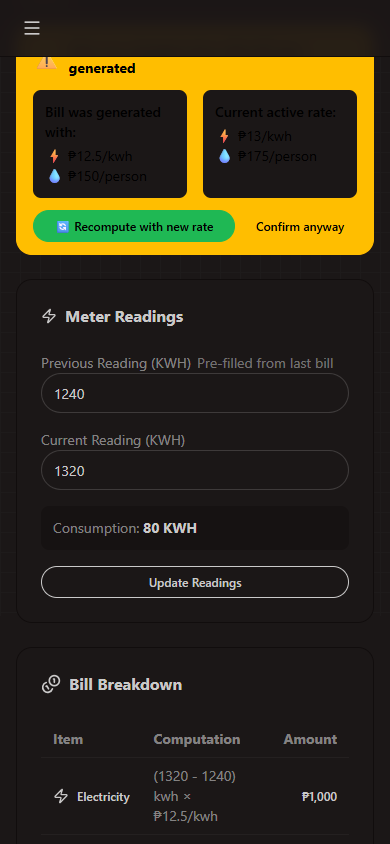 generated
Bill was generated
with:
₱12.5/kwh
₱150/person
Current active rate:
₱13/kwh
₱175/person
Recompute with new rate
Confirm anyway
Meter Readings
Previous Reading (KWH) Pre-filled from last bill
1240
Current Reading (KWH)
1320
Consumption: 80 KWH
Update Readings
Bill Breakdown
Item Computation Amount
(1320 - 1240)
Electricity kwh × ₱1,000
₱12.5/kwh